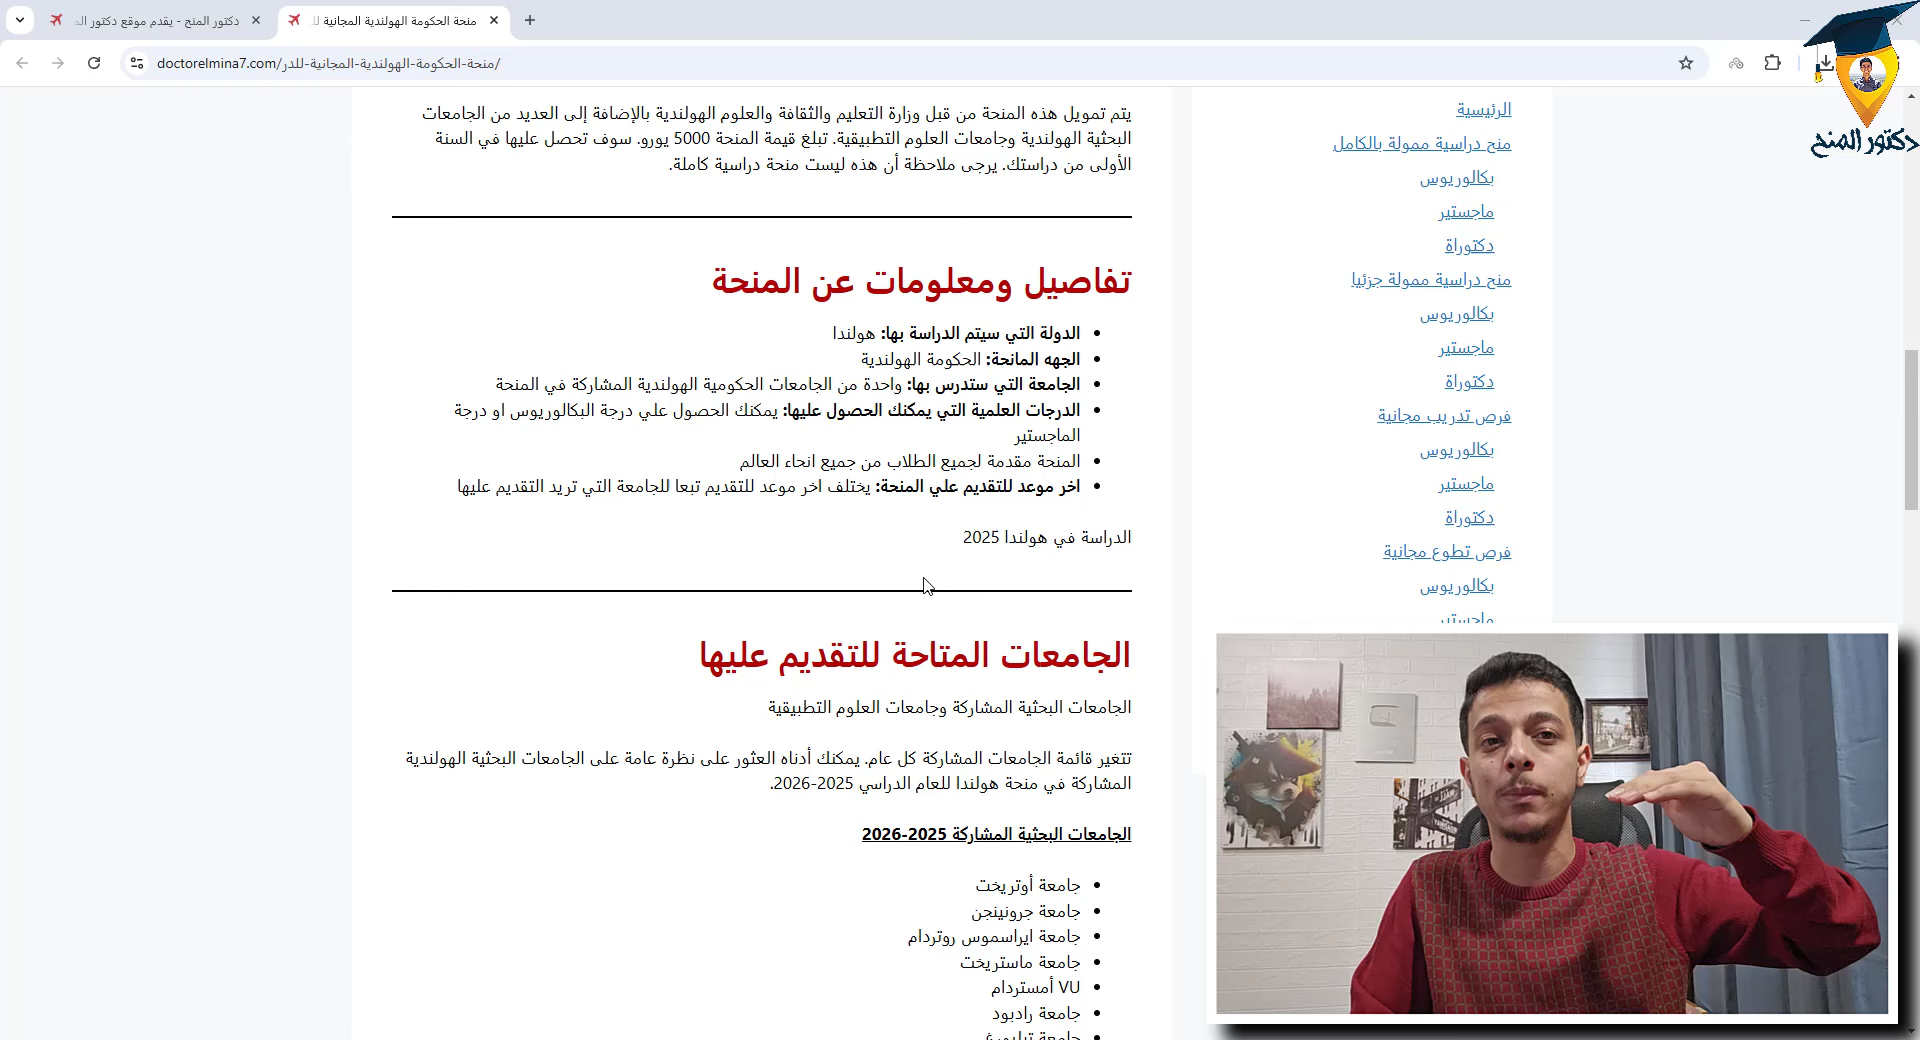 دكتور المنح - يقدم موقع دكتور الم
منحة الحكومة الهولندية المجانية لل
doctorelmina7.com/منحة-الحكومة-الهولندية-المجانية-للدر/
دكتور المنح
يتم تمويل هذه المنحة من قبل وزارة التعليم والثقافة والعلوم الهولندية بالإضافة إلى العديد من الجامعات
البحثية الهولندية وجامعات العلوم التطبيقية. تبلغ قيمة المنحة 5000 يورو. سوف تحصل عليها في السنة
الأولى من دراستك. يرجى ملاحظة أن هذه ليست منحة دراسية كاملة.
تفاصيل ومعلومات عن المنحة
الدولة التي سيتم الدراسة بها: هولندا
الجهه المانحة: الحكومة الهولندية
الجامعة التي ستدرس بها: واحدة من الجامعات الحكومية الهولندية المشاركة في المنحة
الدرجات العلمية التي يمكنك الحصول عليها: يمكنك الحصول علي درجة البكالوريوس او درجة
الماجستير
المنحة مقدمة لجميع الطلاب من جميع انحاء العالم
اخر موعد للتقديم علي المنحة: يختلف اخر موعد للتقديم تبعا للجامعة التي تريد التقديم عليها
الدراسة في هولندا 2025
الجامعات المتاحة للتقديم عليها
الجامعات البحثية المشاركة وجامعات العلوم التطبيقية
تتغير قائمة الجامعات المشاركة كل عام. يمكنك أدناه العثور على نظرة عامة على الجامعات البحثية الهولندية
المشاركة في منحة هولندا للعام الدراسي 2025-2026.
الجامعات البحثية المشاركة 2025-2026
جامعة أوتريخت
جامعة جرونينجن
جامعة ايراسموس روتردام
جامعة ماستريخت
VU أمستردام
جامعة رادبود
جامعة تيلبورغ
الرئيسية
منح دراسية ممولة بالكامل
بكالوريوس
ماجستير
دكتوراة
منح دراسية ممولة جزئيا
بكالوريوس
ماجستير
دكتوراة
فرص تدريب مجانية
بكالوريوس
ماجستير
دكتوراة
فرص تطوع مجانية
بكالوريوس
ماجستير